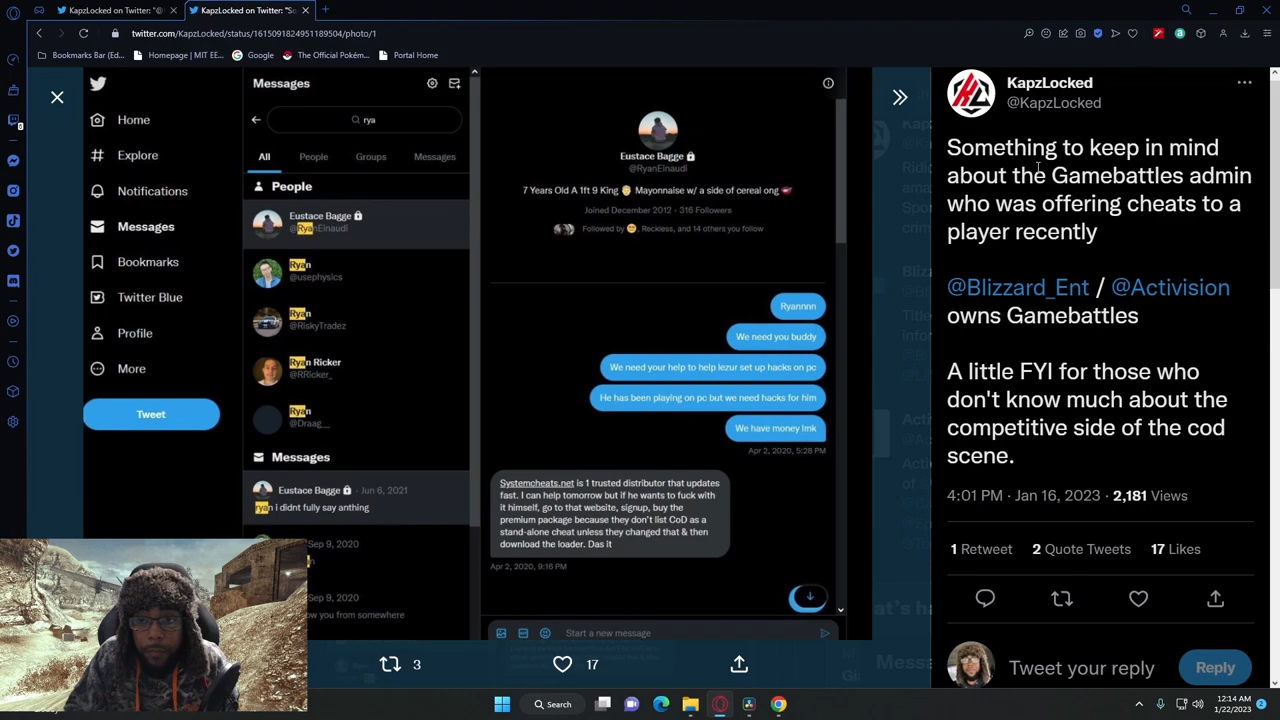 KapzLocked on Twitter: "@
KapzLocked on Twitter: "So
twitter.com/KapzLocked/status/1615091824951189504/photo/1
Bookmarks Bar (Ed...
Homepage | MIT EE...
Google
The Official Pokém...
Portal Home
Home
Explore
Notifications
Messages
Bookmarks
Twitter Blue
Profile
More
Tweet
Messages
rya
All People Groups Messages
People
Eustace Bagge
@RyanEinaudi
Ryan
@usephysics
Ryan
@RiskyTradez
Ryan Ricker
@RRicker_
Ryan
@Draag__
Messages
Eustace Bagge · Jun 6, 2021
ryan i didnt fully say anthing
Sep 9, 2020
Sep 9, 2020
ow you from somewhere
Eustace Bagge
@RyanEinaudi
7 Years Old A 1ft 9 King Mayonnaise w/ a side of cereal ong
Joined December 2012 · 316 Followers
Followed by , Reckless, and 14 others you follow
Ryannnn
We need you buddy
We need your help to help lezur set up hacks on pc
He has been playing on pc but we need hacks for him
We have money lmk
Apr 2, 2020, 5:28 PM
Systemcheats.net is 1 trusted distributor that updates
fast. I can help tomorrow but if he wants to fuck with
it himself, go to that website, signup, buy the
premium package because they don't list CoD as a
stand-alone cheat unless they changed that & then
download the loader. Das it
Apr 2, 2020, 9:16 PM
Start a new message
3
17
KapzLocked
@KapzLocked
Something to keep in mind
about the Gamebattles admin
who was offering cheats to a
player recently
@Blizzard_Ent / @Activision
owns Gamebattles
A little FYI for those who
don't know much about the
competitive side of the cod
scene.
4:01 PM · Jan 16, 2023 · 2,181 Views
1 Retweet 2 Quote Tweets 17 Likes
Tweet your reply
Reply
Search
12:14 AM
1/22/2023